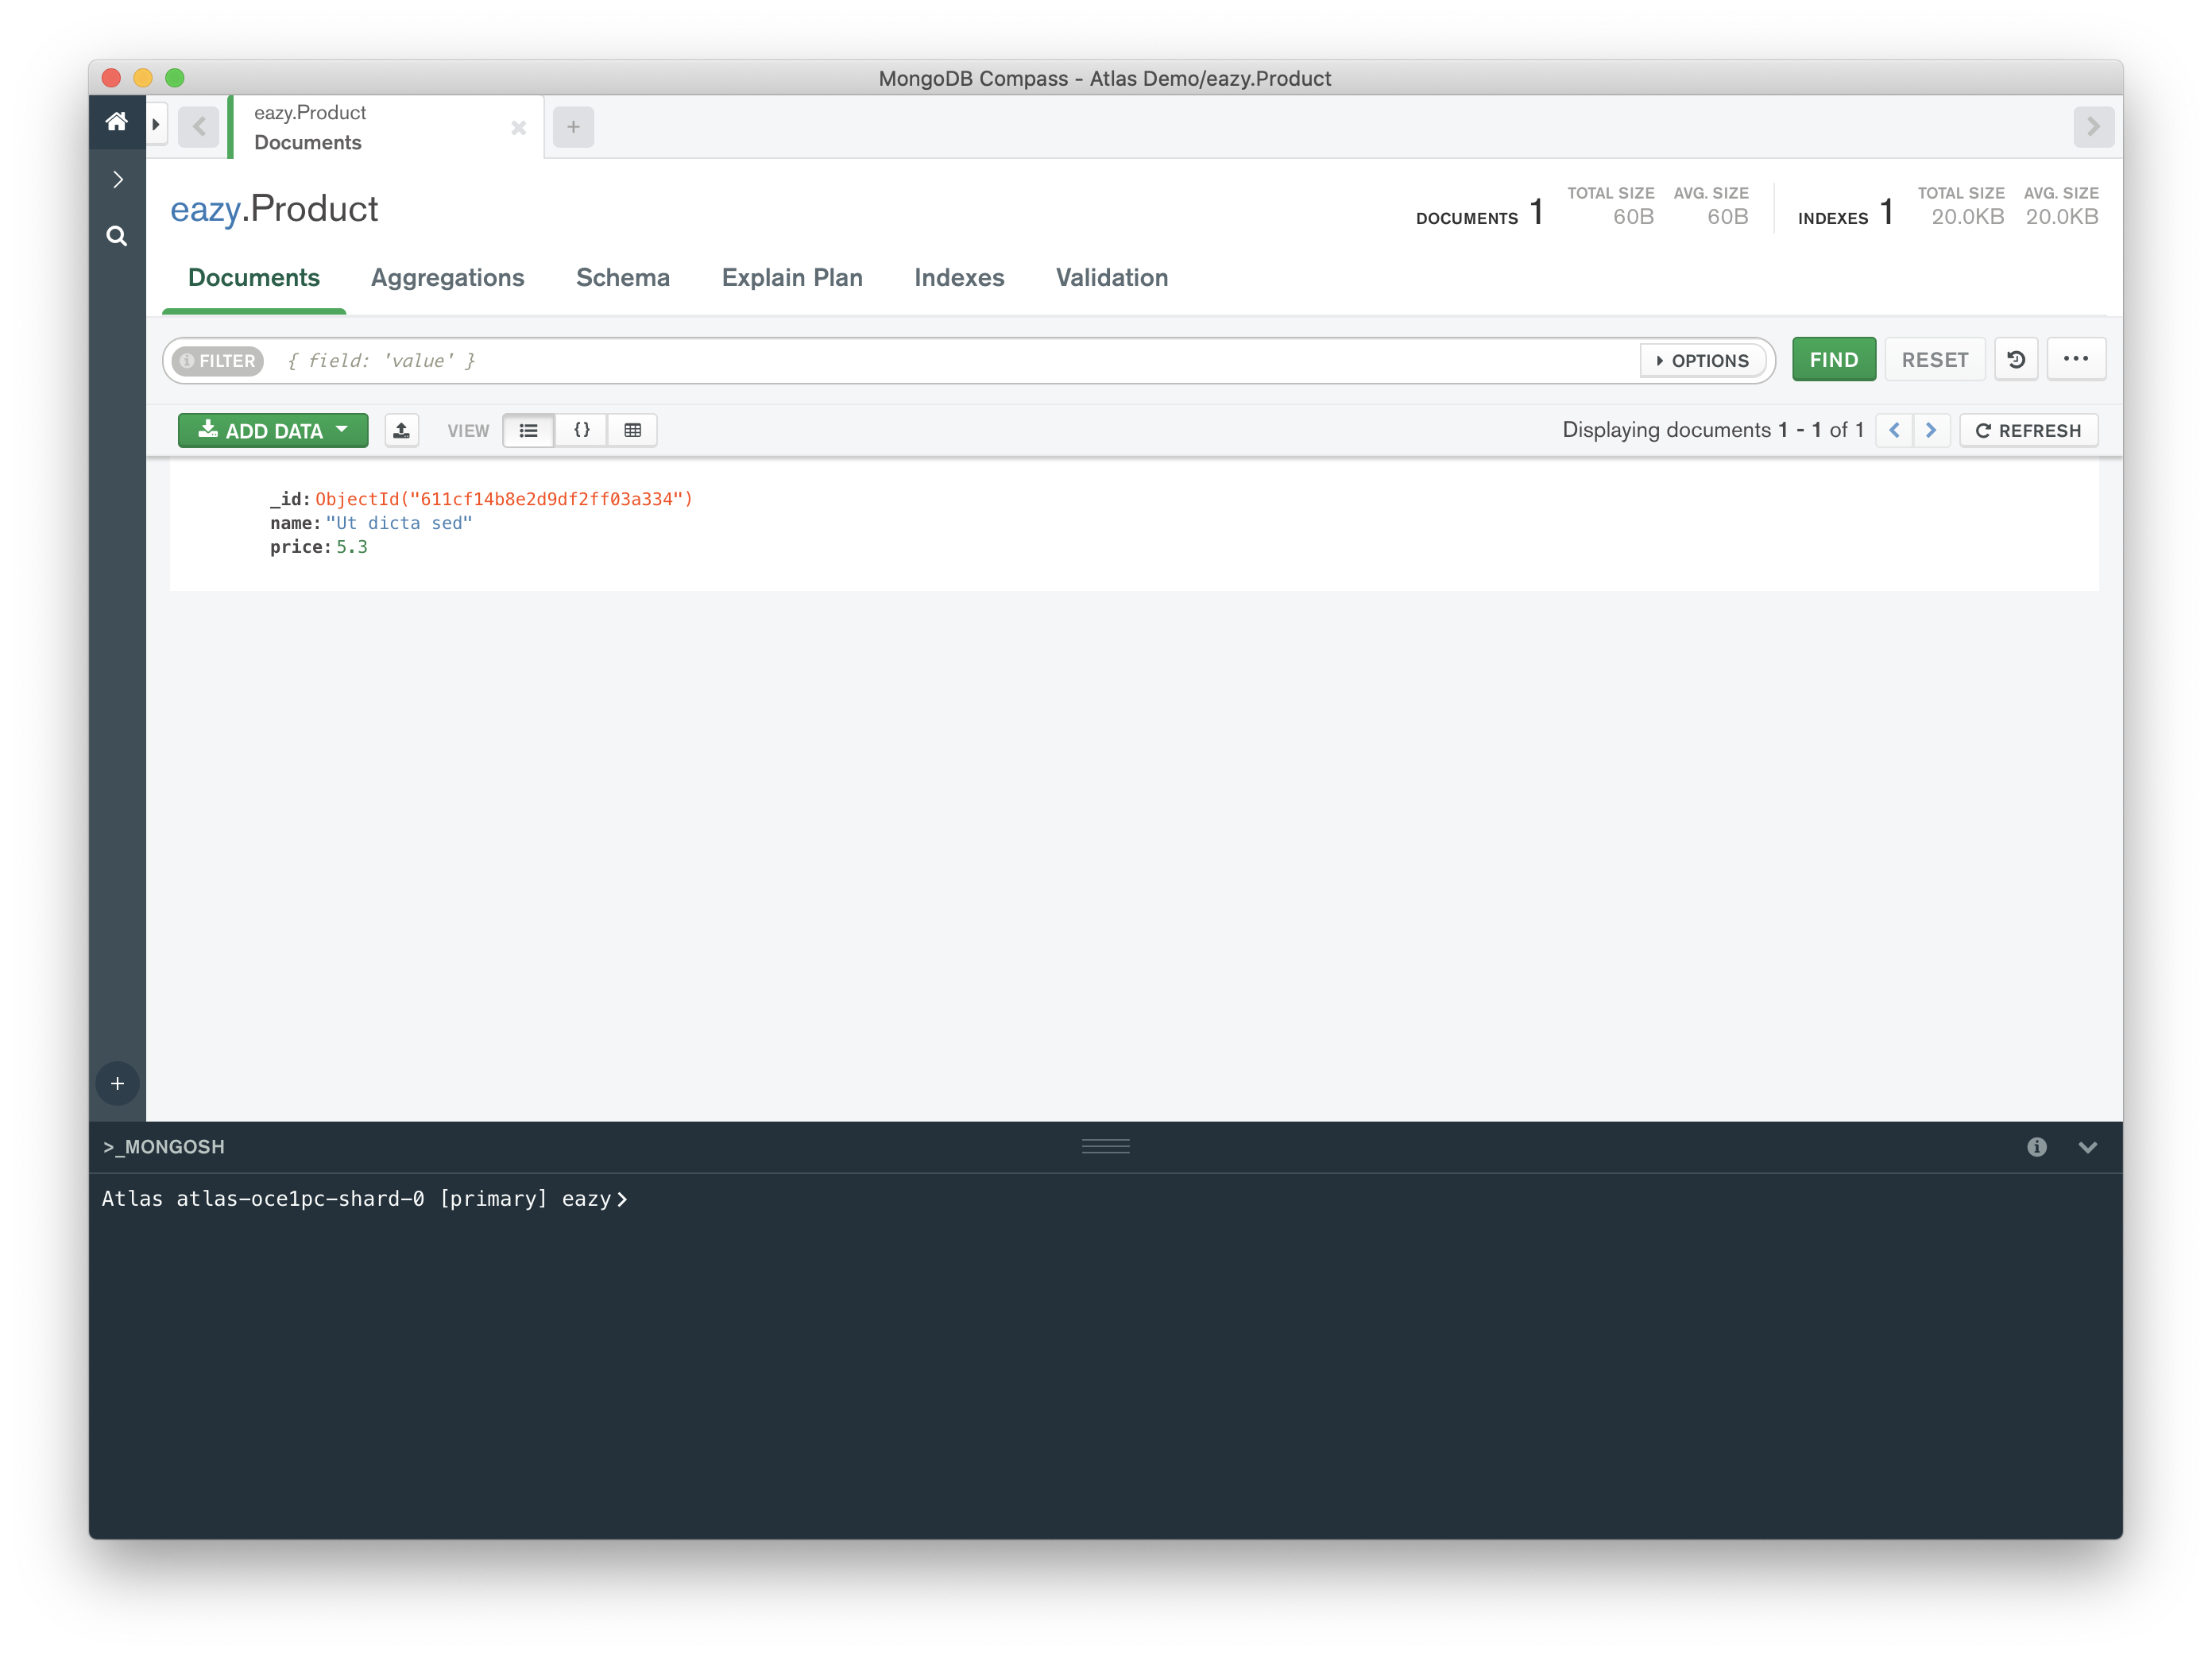 MongoDB Compass - Atlas Demo/eazy.Product
eazy.Product
Documents
eazy.Product
DOCUMENTS 1 TOTAL SIZE 60B AVG. SIZE 60B INDEXES 1 TOTAL SIZE 20.0KB AVG. SIZE 20.0KB
Documents Aggregations Schema Explain Plan Indexes Validation
FILTER { field: 'value' } OPTIONS FIND RESET
ADD DATA VIEW {} Displaying documents 1 - 1 of 1 REFRESH
_id: ObjectId("611cf14b8e2d9df2ff03a334")
name: "Ut dicta sed"
price: 5.3
>_MONGOSH
Atlas atlas-oce1pc-shard-0 [primary] eazy>